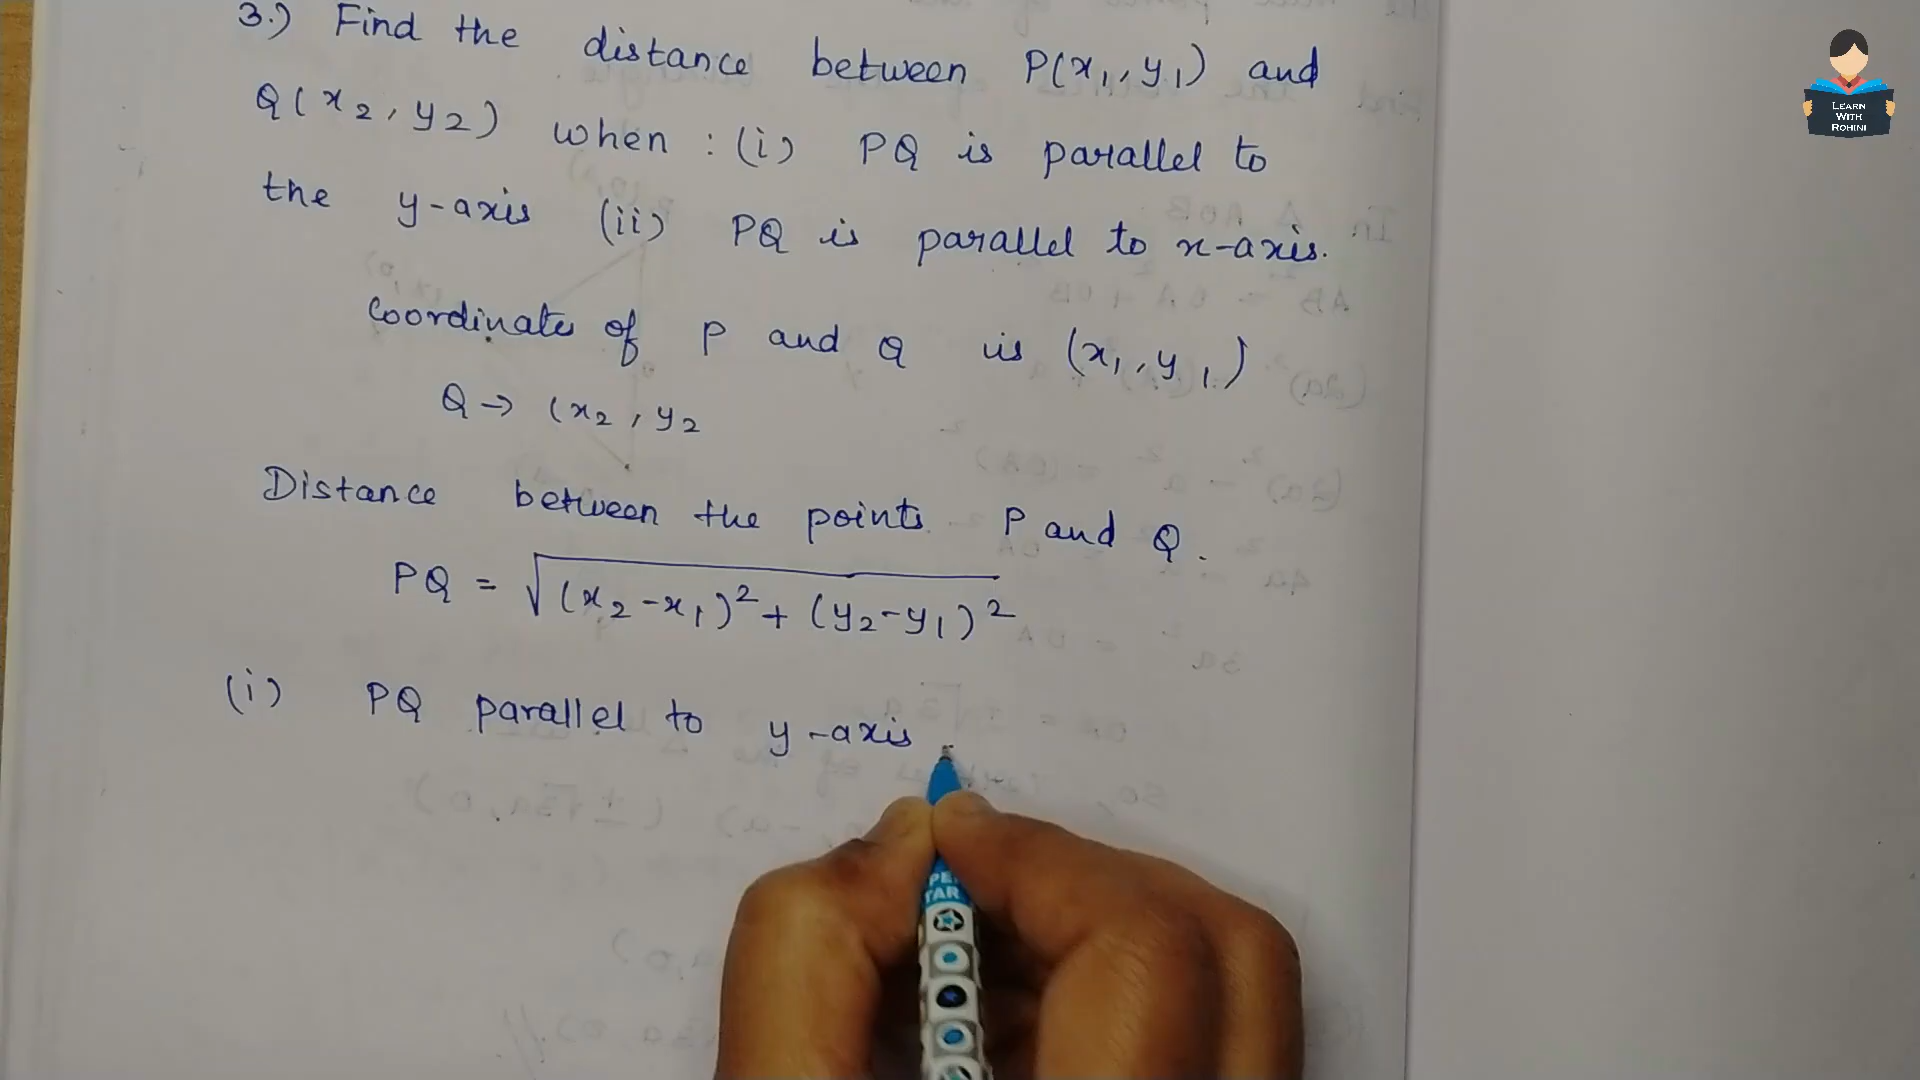 3.) Find the distance between P(x₁, y₁) and
Q(x₂, y₂) when : (i) PQ is parallel to
the y-axis (ii) PQ is parallel to x-axis.
Coordinate of P and Q is (x₁, y₁)
Q → (x₂, y₂
Distance between the points P and Q.
PQ = √(x₂-x₁)² + (y₂-y₁)²
(i) PQ parallel to y-axis
LEARN
WITH
ROHINI